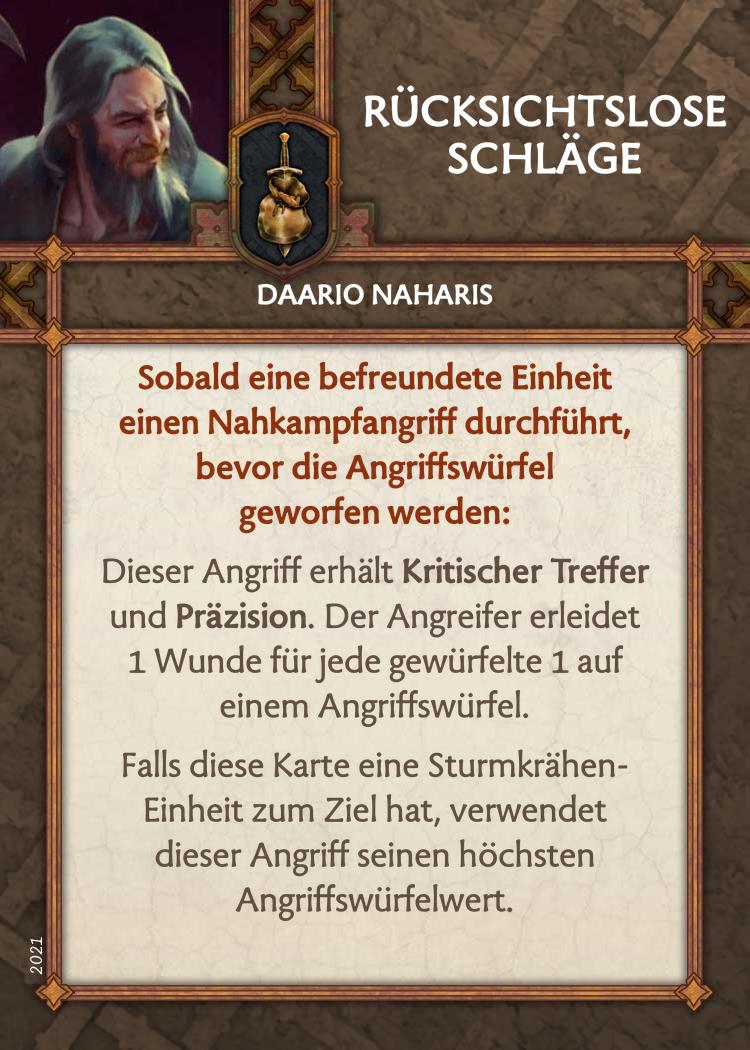 RÜCKSICHTSLOSE
SCHLÄGE
DAARIO NAHARIS
Sobald eine befreundete Einheit
einen Nahkampfangriff durchführt,
bevor die Angriffswürfel
geworfen werden:
Dieser Angriff erhält Kritischer Treffer
und Präzision. Der Angreifer erleidet
1 Wunde für jede gewürfelte 1 auf
einem Angriffswürfel.
Falls diese Karte eine Sturmkrähen-
Einheit zum Ziel hat, verwendet
dieser Angriff seinen höchsten
Angriffswürfelwert.
2021